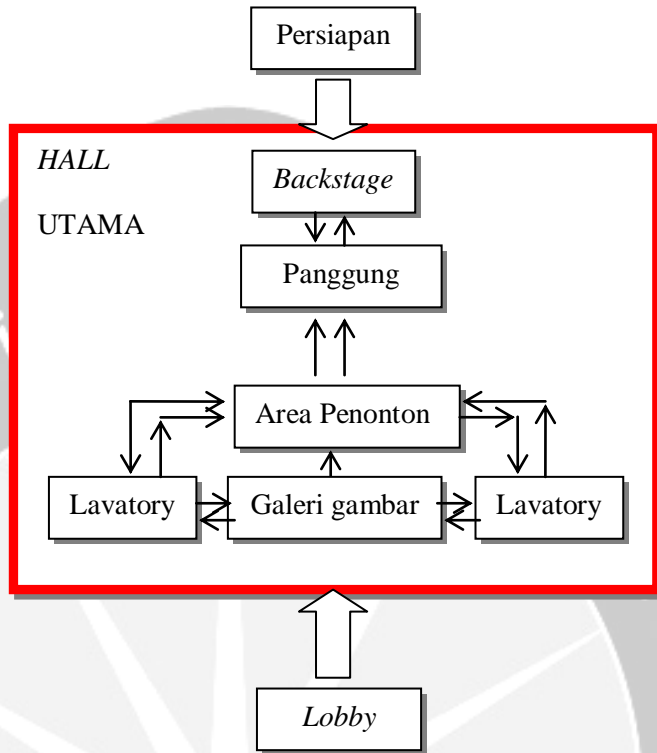 Persiapan
HALL
UTAMA
Backstage
Panggung
Area Penonton
Lavatory
Galeri gambar
Lavatory
Lobby